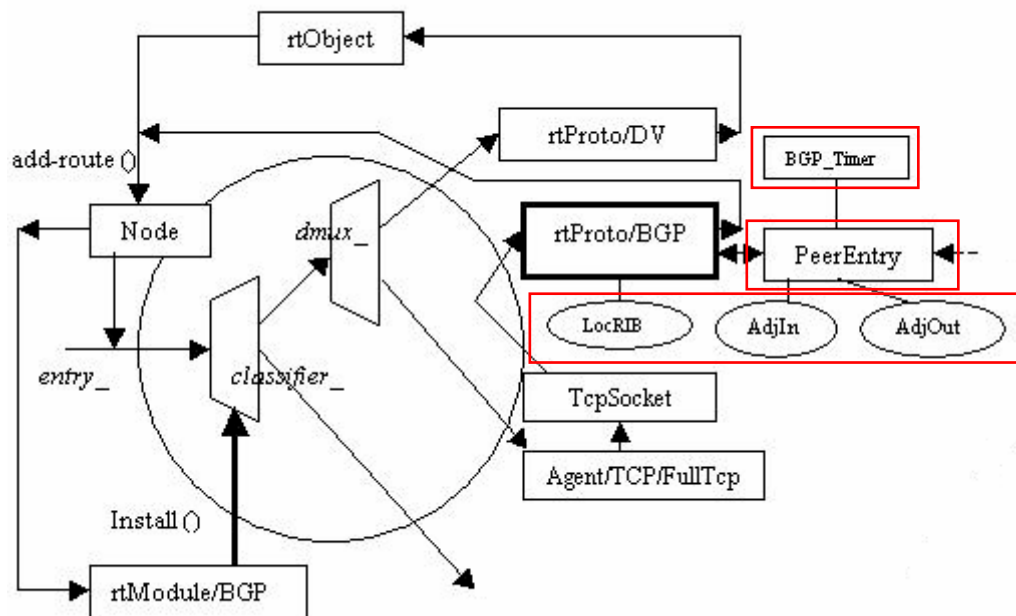 rtObject
rtProto/DV
BGP_Timer
add-route ()
Node
dmux_
rtProto/BGP
PeerEntry
LocRIB
AdjIn
AdjOut
entry_
classifier_
TcpSocket
Agent/TCP/FullTcp
Install ()
rtModule/BGP